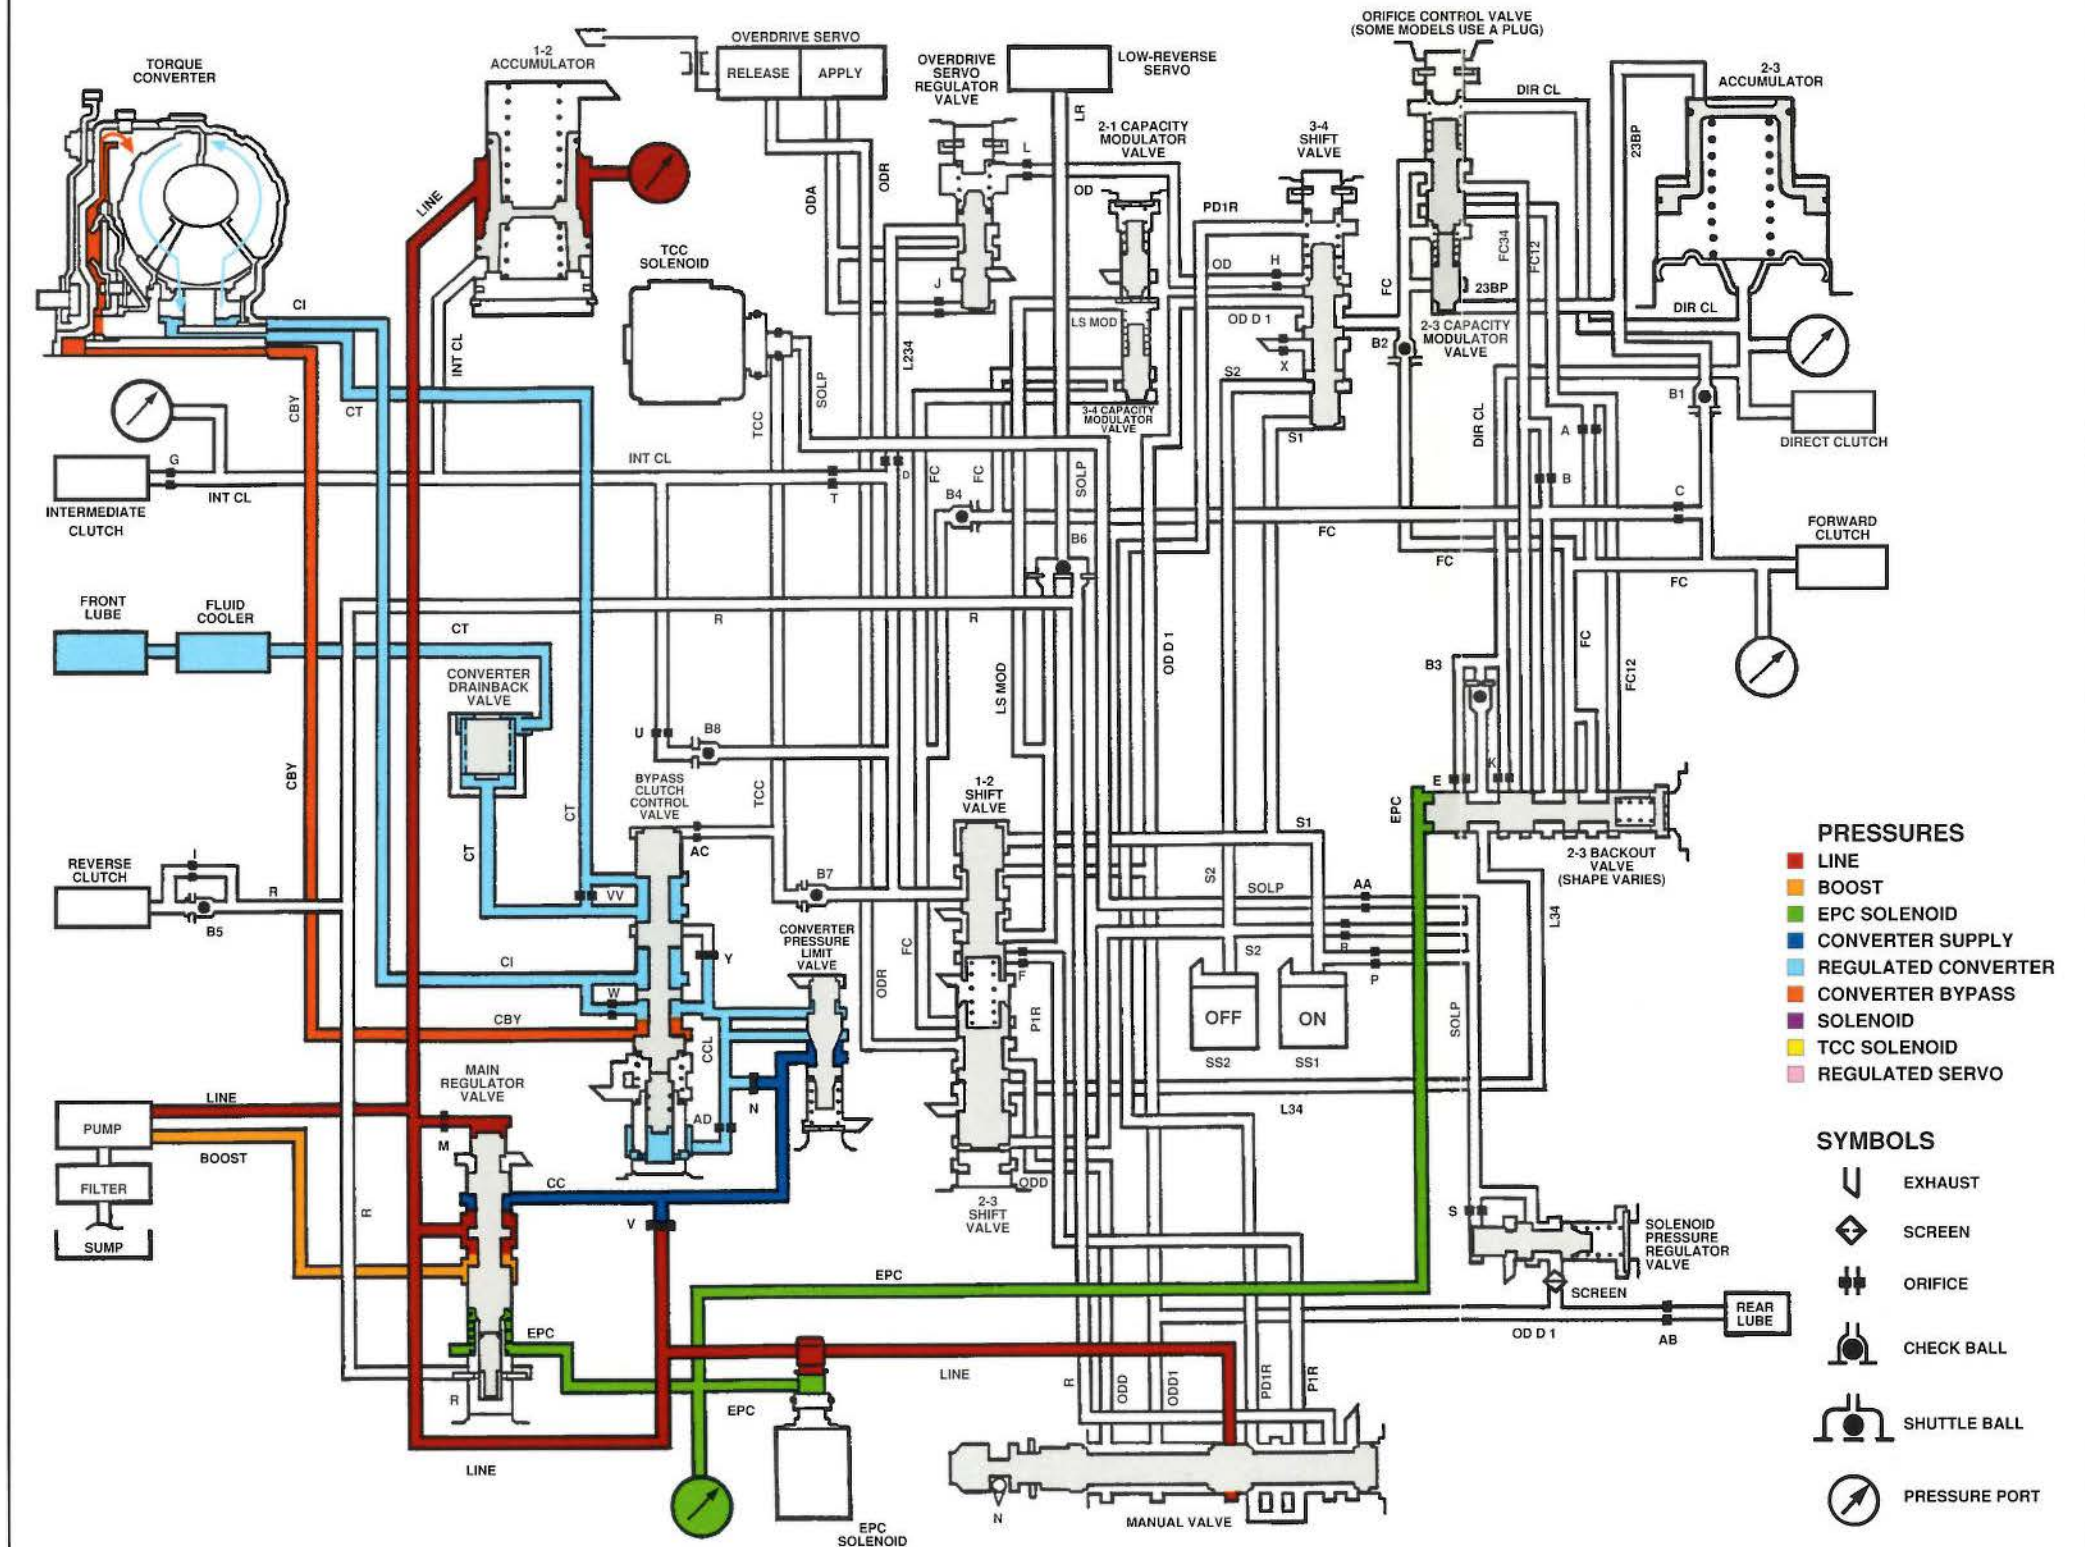 TORQUE
CONVERTER
1-2
ACCUMULATOR
OVERDRIVE SERVO
RELEASE
APPLY
OVERDRIVE
SERVO
REGULATOR
VALVE
LOW-REVERSE
SERVO
ORIFICE CONTROL VALVE
(SOME MODELS USE A PLUG)
2-3
ACCUMULATOR
DIR CL
23BP
LR
2-1 CAPACITY
MODULATOR
VALVE
3-4
SHIFT
VALVE
L
OD
ODA
ODR
LINE
PD1R
FC34
FC12
TCC
SOLENOID
OD
H
J
FC
23BP
DIR CL
CI
LS MOD
OD D 1
2-3 CAPACITY
MODULATOR
VALVE
B2
X
INT CL
L234
SOLP
S2
CBY
CT
TCC
3-4 CAPACITY
MODULATOR
VALVE
B1
DIR CL
A
DIRECT CLUTCH
S1
G
INT CL
INT CL
T
D
FC
FC
SOLP
B
C
B4
INTERMEDIATE
CLUTCH
FC
FORWARD
CLUTCH
B6
FC
FC
FRONT
LUBE
FLUID
COOLER
CT
R
R
OD D 1
FC
FC12
B3
CONVERTER
DRAINBACK
VALVE
LS MOD
U
B8
K
E
CBY
BYPASS
CLUTCH
CONTROL
VALVE
TCC
1-2
SHIFT
VALVE
EPC
CT
CT
AC
S1
2-3 BACKOUT
VALVE
(SHAPE VARIES)
PRESSURES
LINE
BOOST
EPC SOLENOID
CONVERTER SUPPLY
REGULATED CONVERTER
CONVERTER BYPASS
SOLENOID
TCC SOLENOID
REGULATED SERVO
REVERSE
CLUTCH
I
R
B5
VV
B7
S2
SOLP
AA
L34
CONVERTER
PRESSURE
LIMIT
VALVE
FC
Y
S2
R
P
F
CI
W
ODR
P1R
OFF
ON
SOLP
CBY
CCL
SS2
SS1
MAIN
REGULATOR
VALVE
LINE
PUMP
M
N
AD
L34
BOOST
FILTER
SUMP
CC
V
R
ODD
2-3
SHIFT
VALVE
SYMBOLS
EXHAUST
SCREEN
ORIFICE
CHECK BALL
SHUTTLE BALL
PRESSURE PORT
S
SOLENOID
PRESSURE
REGULATOR
VALVE
SCREEN
EPC
REAR
LUBE
OD D 1
AB
EPC
LINE
R
ODD
ODD1
PD1R
P1R
R
EPC
LINE
EPC
SOLENOID
N
MANUAL VALVE